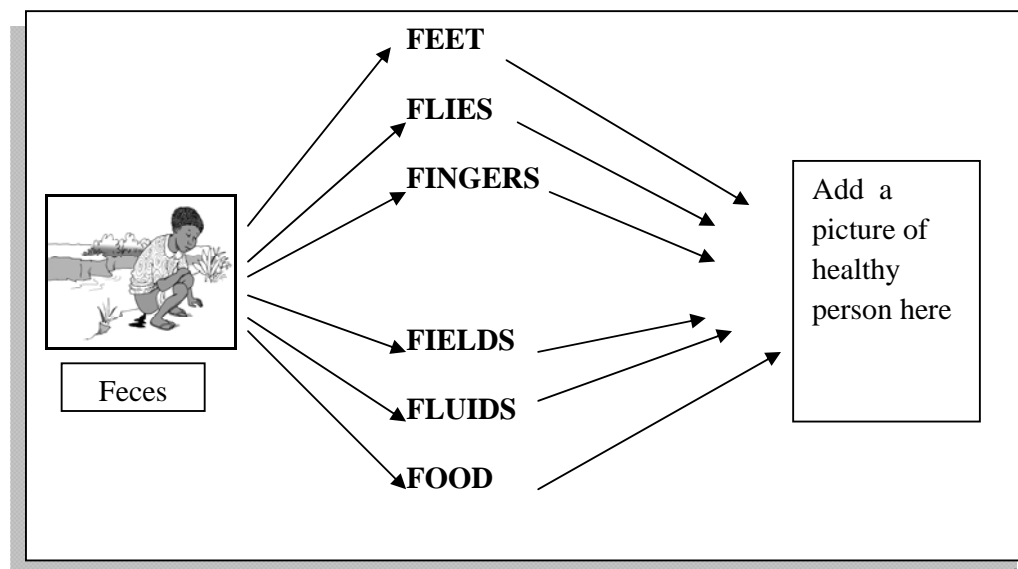 FEET
FLIES
FINGERS
FIELDS
FLUIDS
FOOD
Feces
Add a
picture of
healthy
person here